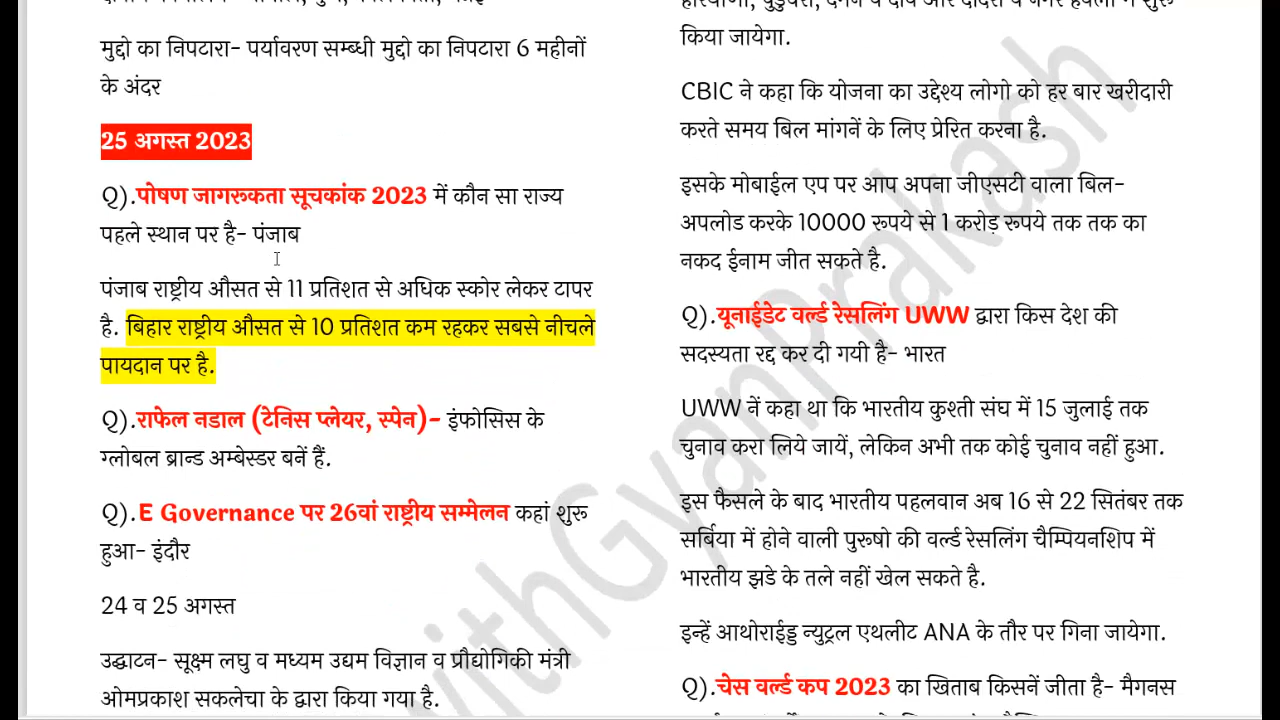 मुद्दो का निपटारा- पर्यावरण सम्बधी मुद्दो का निपटारा 6 महीनों
के अंदर
25 अगस्त 2023
Q).पोषण जागरूकता सूचकांक 2023 में कौन सा राज्य
पहले स्थान पर है- पंजाब
पंजाब राष्ट्रीय औसत से 11 प्रतिशत से अधिक स्कोर लेकर टापर
है. बिहार राष्ट्रीय औसत से 10 प्रतिशत कम रहकर सबसे नीचले
पायदान पर है.
Q).राफेल नडाल (टेनिस प्लेयर, स्पेन)- इंफोसिस के
ग्लोबल ब्रान्ड अम्बेस्डर बनें हैं.
Q).E Governance पर 26वां राष्ट्रीय सम्मेलन कहां शुरू
हुआ- इंदौर
24 व 25 अगस्त
उद्घाटन- सूक्ष्म लघु व मध्यम उद्यम विज्ञान व प्रौद्योगिकी मंत्री
ओमप्रकाश सकलेचा के द्वारा किया गया है.
किया जायेगा.
CBIC ने कहा कि योजना का उद्देश्य लोगो को हर बार खरीदारी
करते समय बिल मांगनें के लिए प्रेरित करना है.
इसके मोबाईल एप पर आप अपना जीएसटी वाला बिल-
अपलोड करके 10000 रूपये से 1 करोड़ रूपये तक तक का
नकद ईनाम जीत सकते है.
Q).यूनाईडेट वर्ल्ड रेसलिंग UWW द्वारा किस देश की
सदस्यता रद्द कर दी गयी है- भारत
UWW नें कहा था कि भारतीय कुश्ती संघ में 15 जुलाई तक
चुनाव करा लिये जायें, लेकिन अभी तक कोई चुनाव नहीं हुआ.
इस फैसले के बाद भारतीय पहलवान अब 16 से 22 सितंबर तक
सर्बिया में होने वाली पुरूषो की वर्ल्ड रेसलिंग चैम्पियनशिप में
भारतीय झडे के तले नहीं खेल सकते है.
इन्हें आथोराईड्ड न्युट्रल एथलीट ANA के तौर पर गिना जायेगा.
Q).चेस वर्ल्ड कप 2023 का खिताब किसनें जीता है- मैगनस
withGyanPrakash